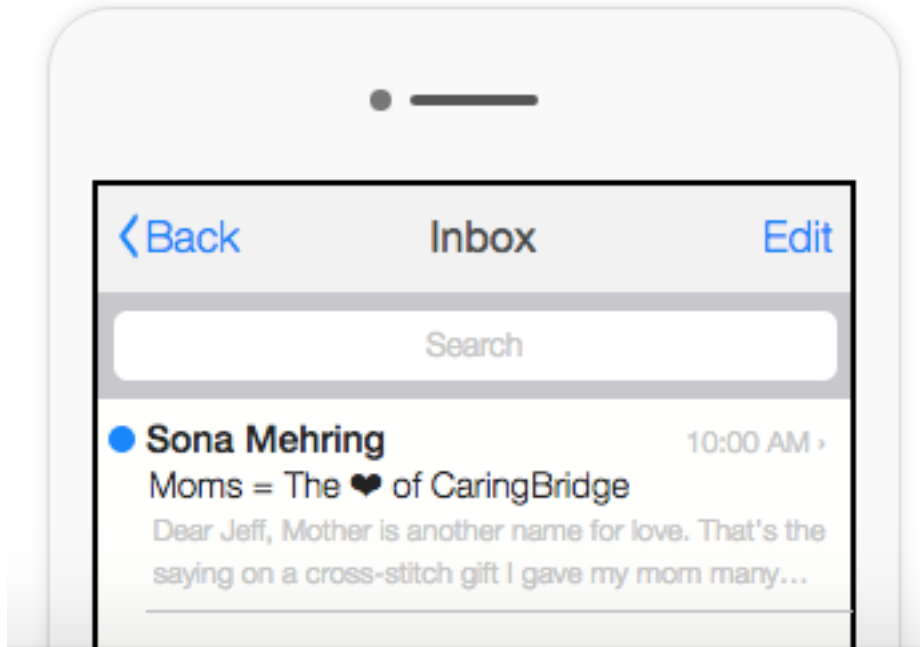 Back Inbox Edit
Search
Sona Mehring 10:00 AM ›
Moms = The ❤ of CaringBridge
Dear Jeff, Mother is another name for love. That's the
saying on a cross-stitch gift I gave my mom many...